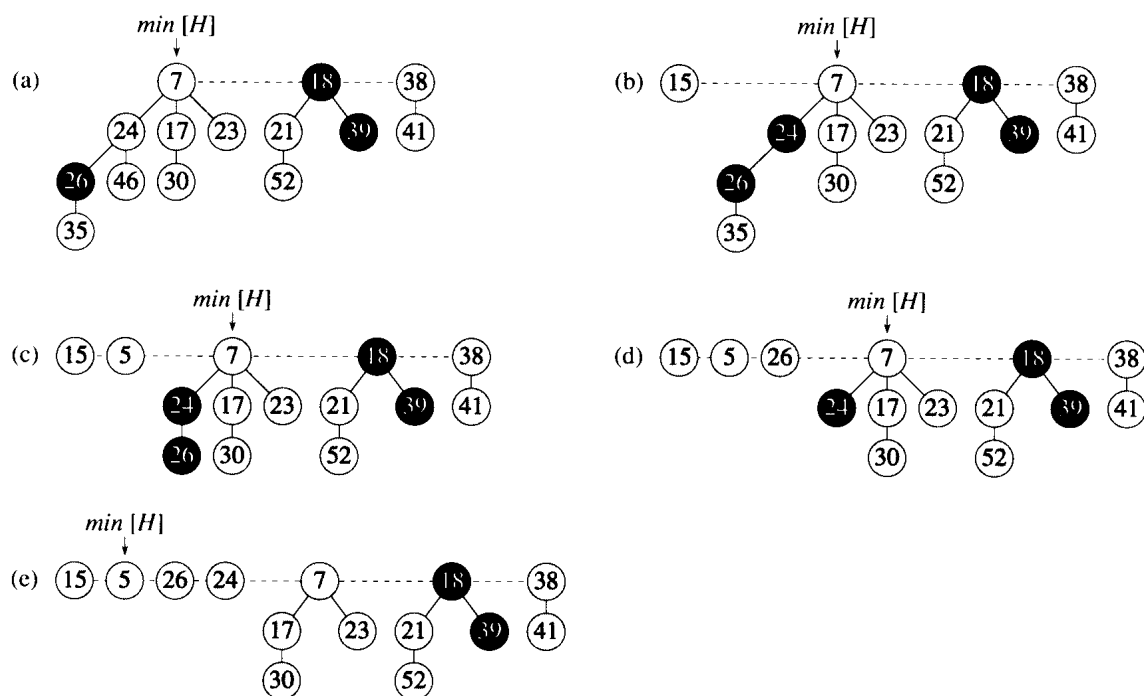 min [H]
(a) 7 18 38
24 17 23 21 39 41
26 46 30 52
35
min [H]
(b) 15 7 18 38
24 17 23 21 39 41
26 30 52
35
min [H]
(c) 15 5 7 18 38
24 17 23 21 39 41
26 30 52
min [H]
(d) 15 5 26 7 18 38
24 17 23 21 39 41
30 52
min [H]
(e) 15 5 26 24 7 18 38
17 23 21 39 41
30 52